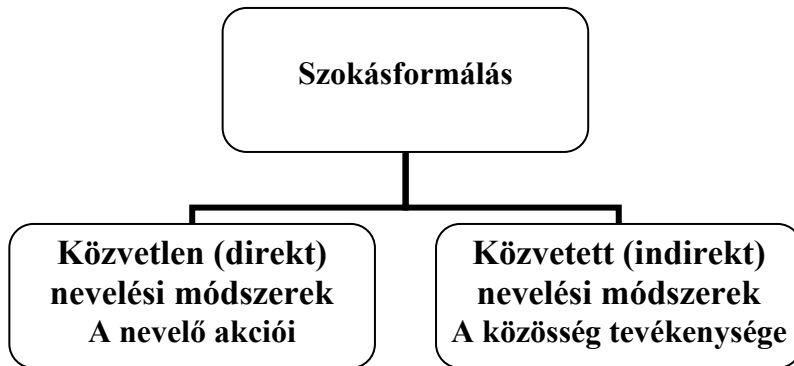 Szokásformálás
Közvetlen (direkt)
nevelési módszerek
A nevelő akciói
Közvetett (indirekt)
nevelési módszerek
A közösség tevékenysége